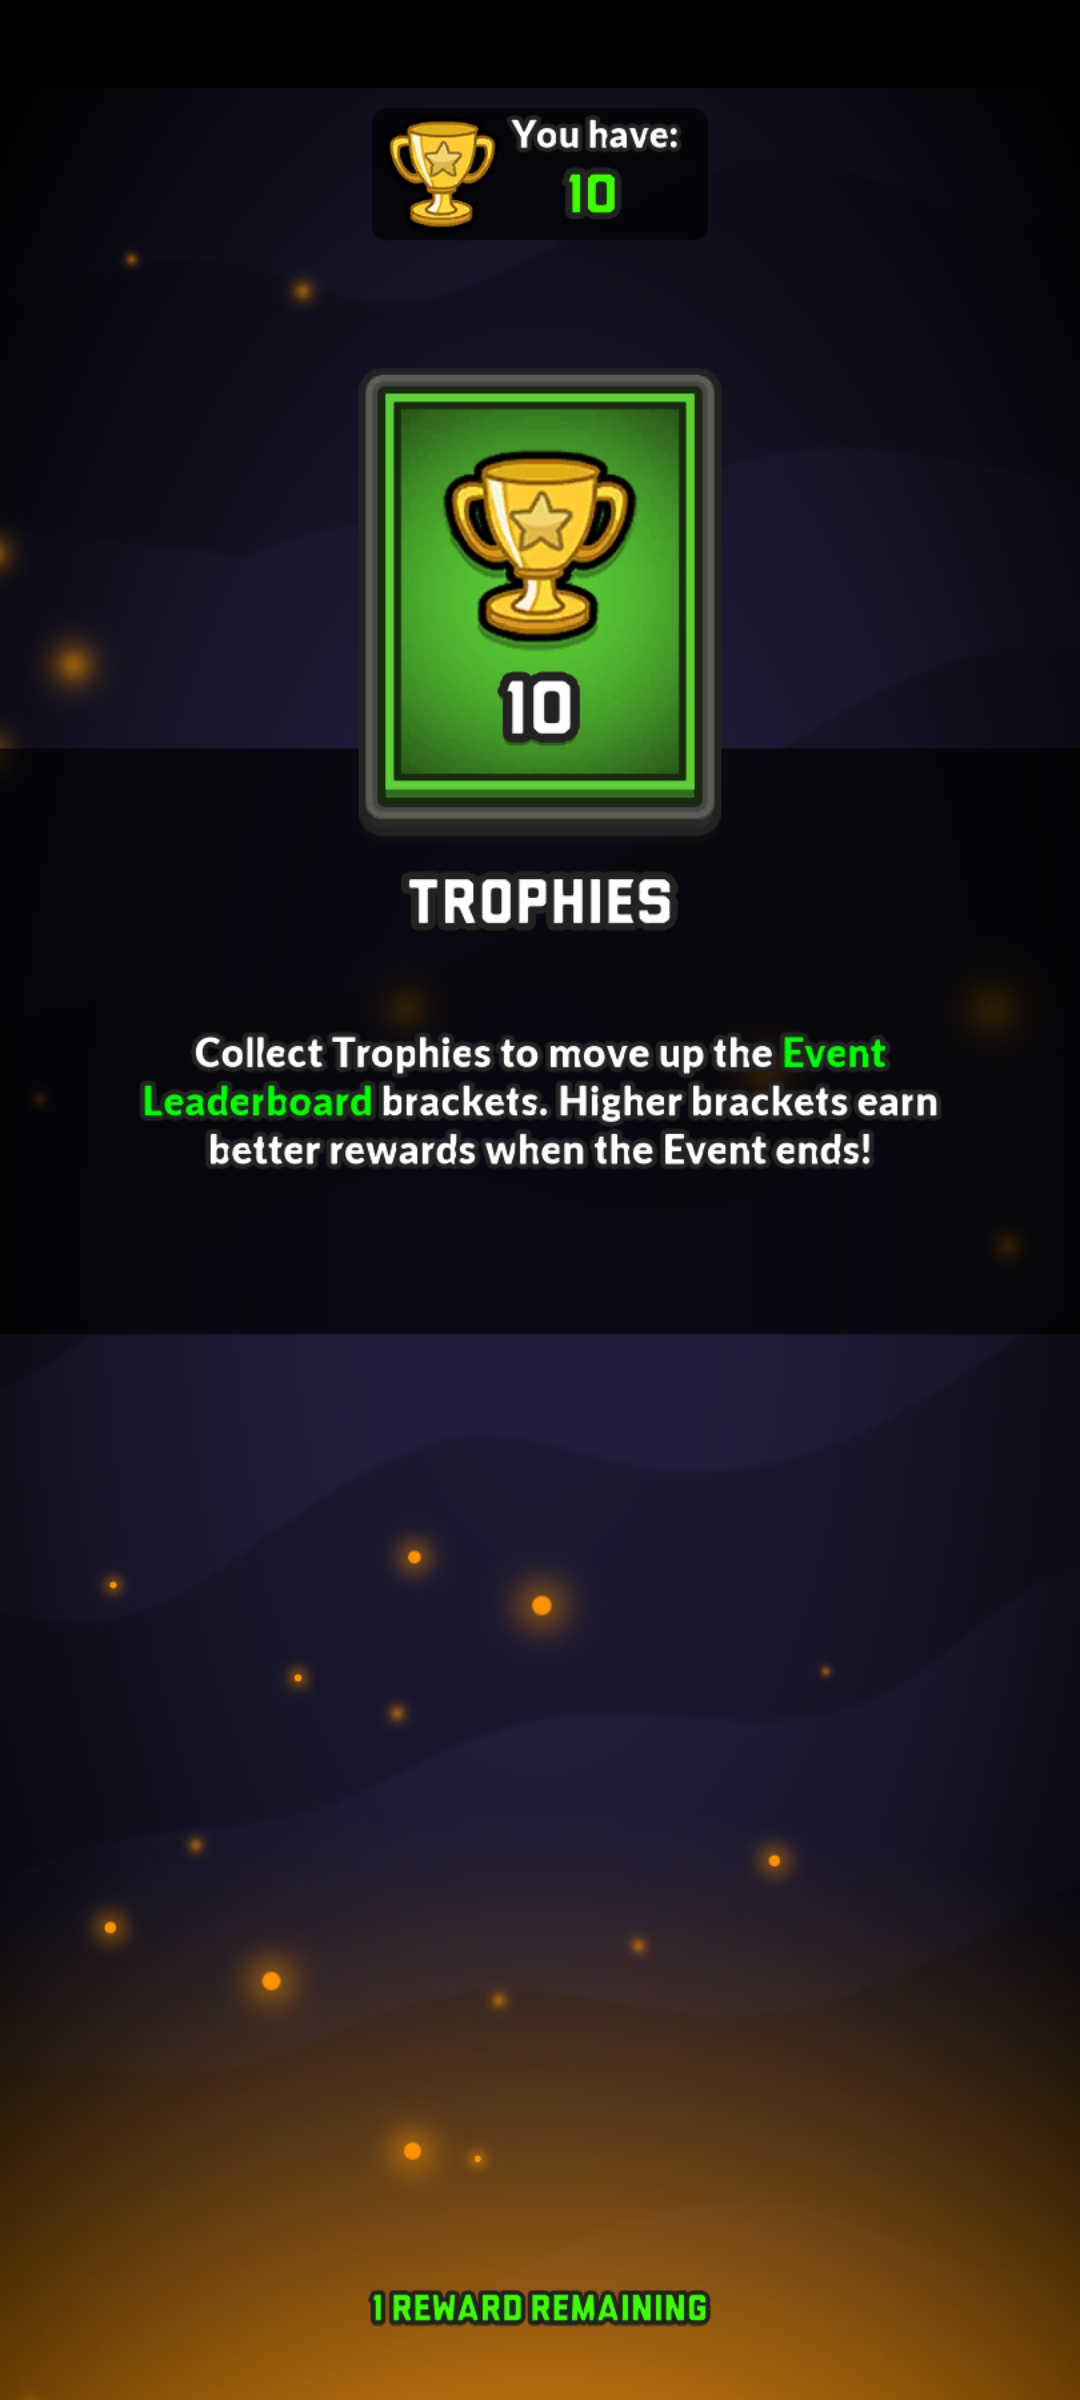 You have:
10
10
TROPHIES
Collect Trophies to move up the Event
Leaderboard brackets. Higher brackets earn
better rewards when the Event ends!
1 REWARD REMAINING